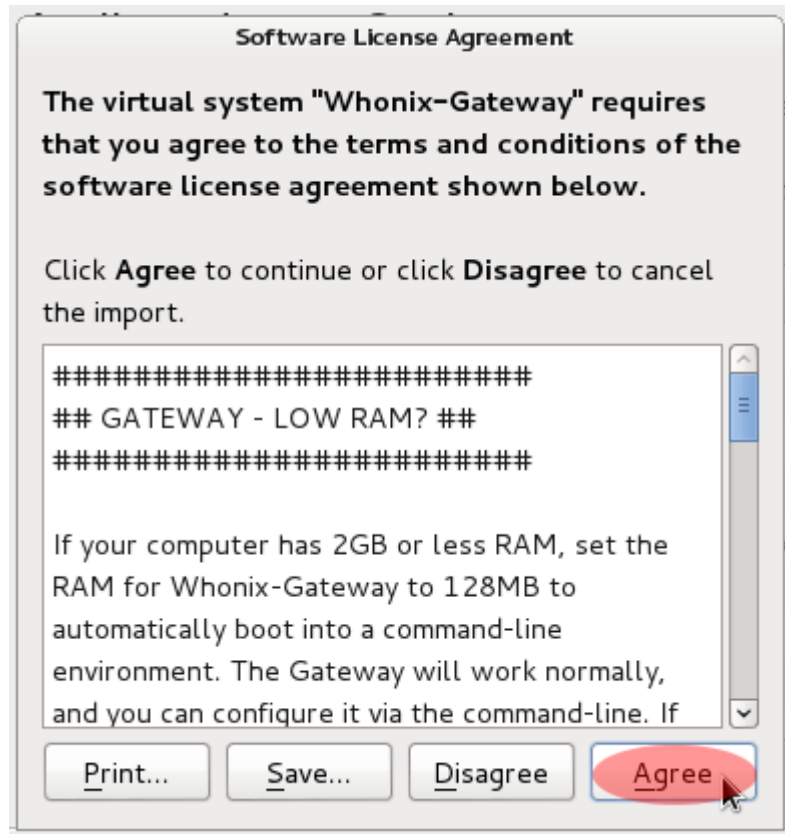 Software License Agreement
The virtual system "Whonix-Gateway" requires
that you agree to the terms and conditions of the
software license agreement shown below.
Click Agree to continue or click Disagree to cancel
the import.
########################
## GATEWAY - LOW RAM? ##
########################
If your computer has 2GB or less RAM, set the
RAM for Whonix-Gateway to 128MB to
automatically boot into a command-line
environment. The Gateway will work normally,
and you can configure it via the command-line. If
Print...
Save...
Disagree
Agree